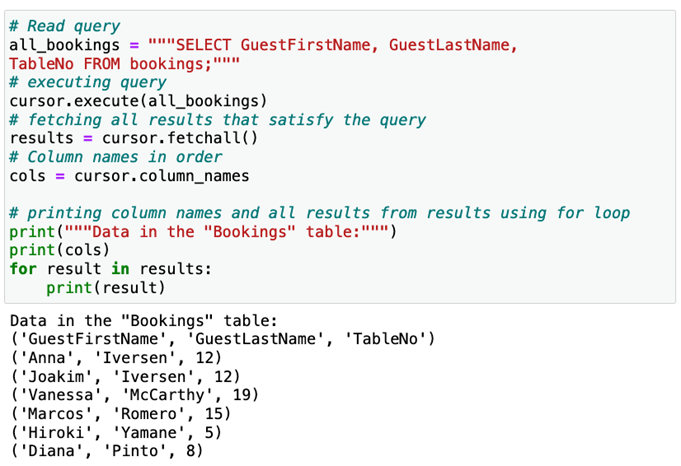 # Read query
all_bookings = """SELECT GuestFirstName, GuestLastName,
TableNo FROM bookings;"""
# executing query
cursor.execute(all_bookings)
# fetching all results that satisfy the query
results = cursor.fetchall()
# Column names in order
cols = cursor.column_names

# printing column names and all results from results using for loop
print("""Data in the "Bookings" table:""")
print(cols)
for result in results:
    print(result)
Data in the "Bookings" table:
('GuestFirstName', 'GuestLastName', 'TableNo')
('Anna', 'Iversen', 12)
('Joakim', 'Iversen', 12)
('Vanessa', 'McCarthy', 19)
('Marcos', 'Romero', 15)
('Hiroki', 'Yamane', 5)
('Diana', 'Pinto', 8)